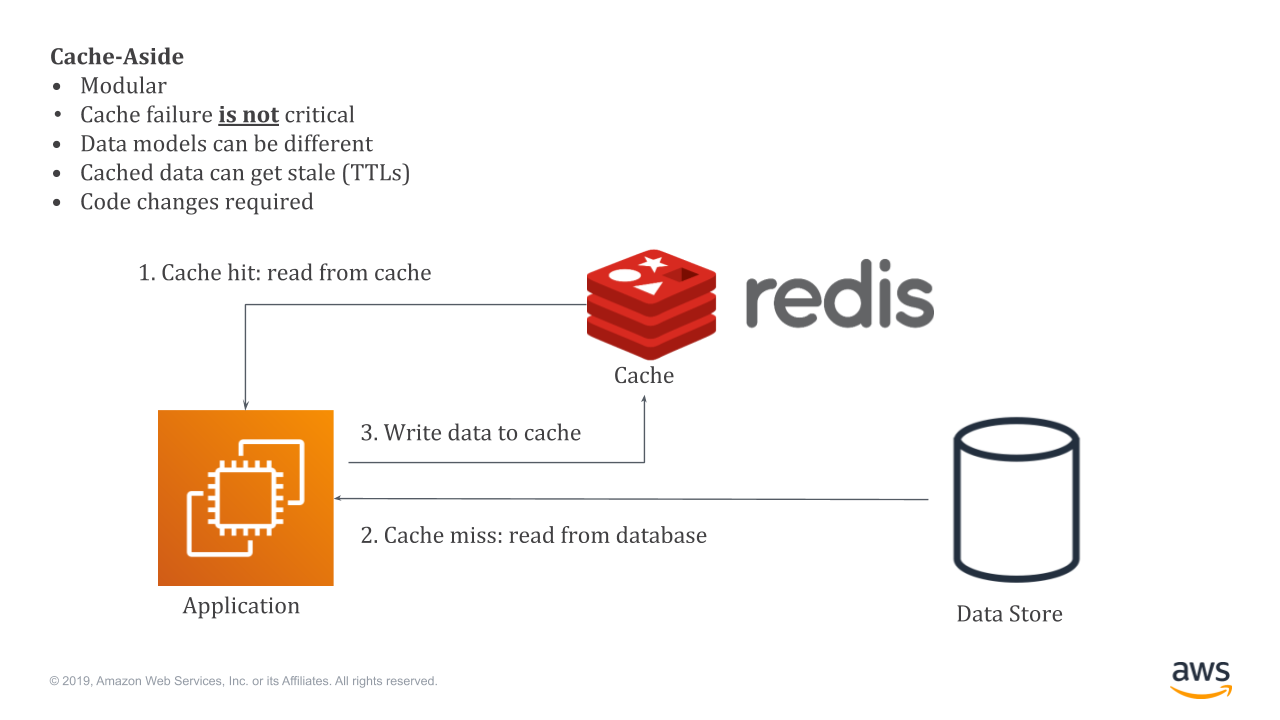 Cache-Aside
• Modular
• Cache failure is not critical
• Data models can be different
• Cached data can get stale (TTLs)
• Code changes required
1. Cache hit: read from cache
redis
Cache
3. Write data to cache
2. Cache miss: read from database
Application
Data Store
© 2019, Amazon Web Services, Inc. or its Affiliates. All rights reserved.
aws